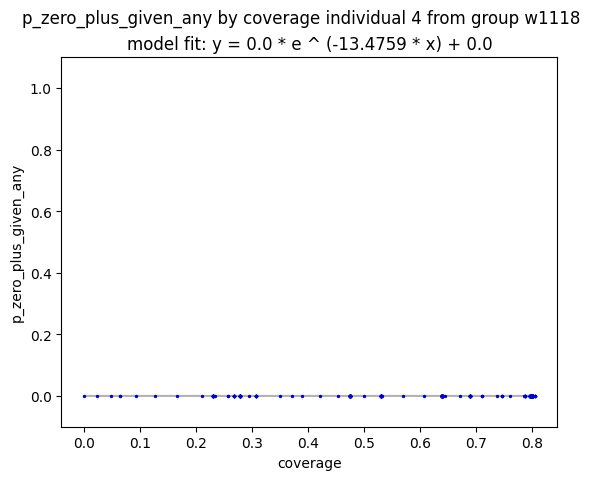 p_zero_plus_given_any by coverage individual 4 from group w1118
model fit: y = 0.0 * e ^ (-13.4759 * x) + 0.0
1.0
0.8
0.6
0.4
0.2
0.0
p_zero_plus_given_any
0.0 0.1 0.2 0.3 0.4 0.5 0.6 0.7 0.8
coverage